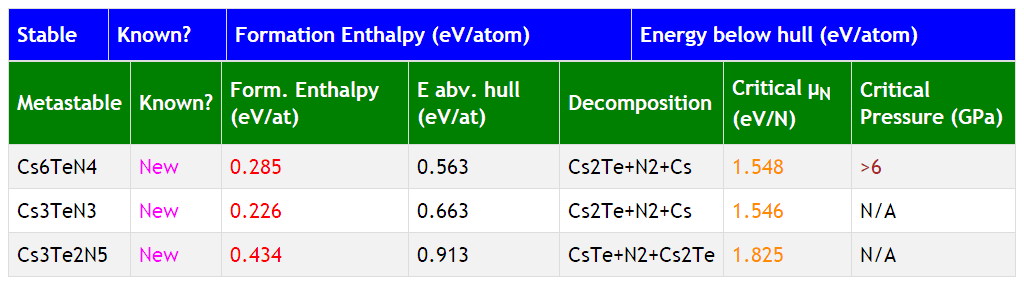 Stable Known? Formation Enthalpy (eV/atom) Energy below hull (eV/atom)
Metastable Known? Form. Enthalpy (eV/at) E abv. hull (eV/at) Decomposition Critical μN (eV/N) Critical Pressure (GPa)
Cs6TeN4 New 0.285 0.563 Cs2Te+N2+Cs 1.548 >6
Cs3TeN3 New 0.226 0.663 Cs2Te+N2+Cs 1.546 N/A
Cs3Te2N5 New 0.434 0.913 CsTe+N2+Cs2Te 1.825 N/A